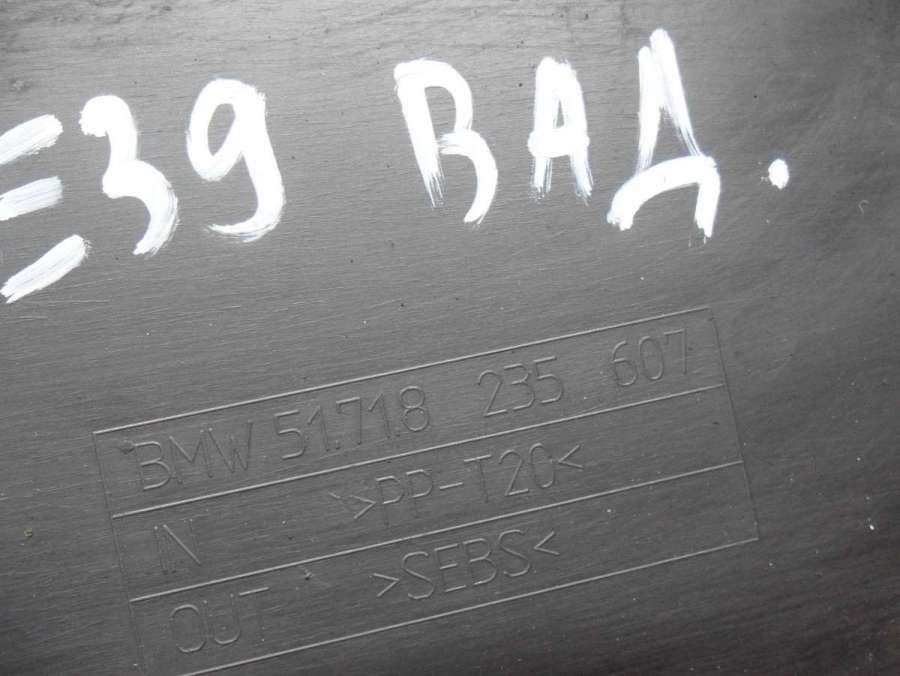 E39 ВАД.
BMW 51.71.8 235 607
IN >PP-T20<
OUT >SEBS<